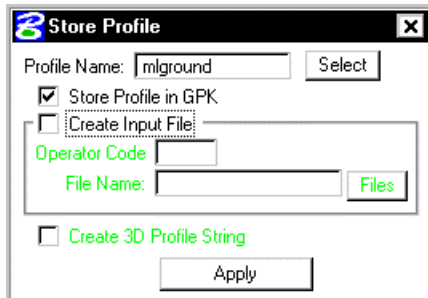 Store Profile
Profile Name: mlground Select
Store Profile in GPK
Create Input File
Operator Code
File Name: Files
Create 3D Profile String
Apply